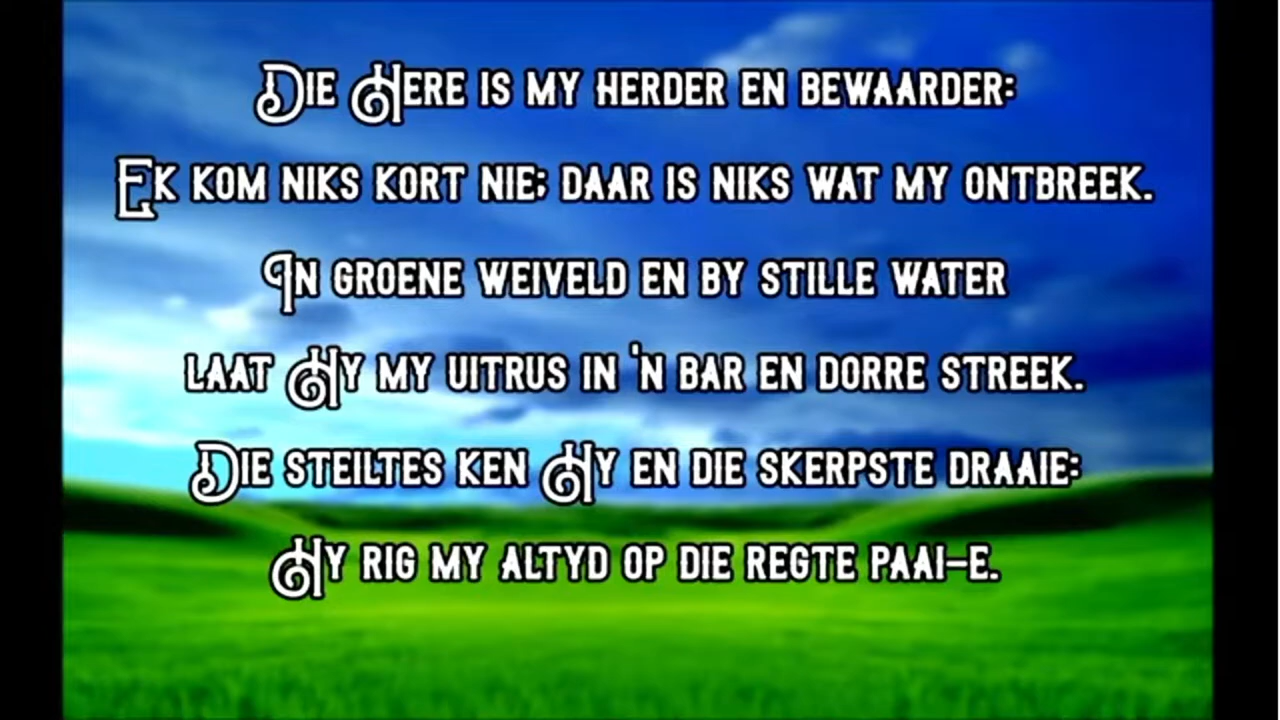 Die Here is my herder en bewaarder:
Ek kom niks kort nie; daar is niks wat my ontbreek.
In groene weiveld en by stille water
laat Hy my uitrus in 'n bar en dorre streek.
Die steiltes ken Hy en die skerpste draaie:
Hy rig my altyd op die regte paai-e.